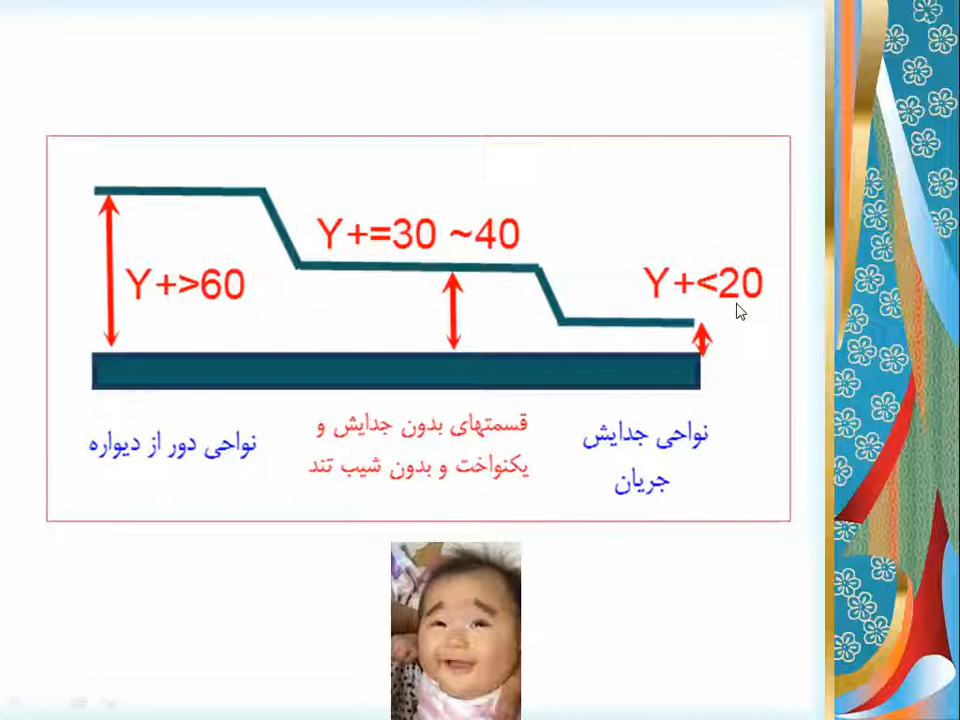 Y+>60
Y+=30 ~40
Y+<20
نواحی دور از دیواره
قسمتهای بدون جدایش و
یکنواخت و بدون شیب تند
نواحی جدایش
جریان